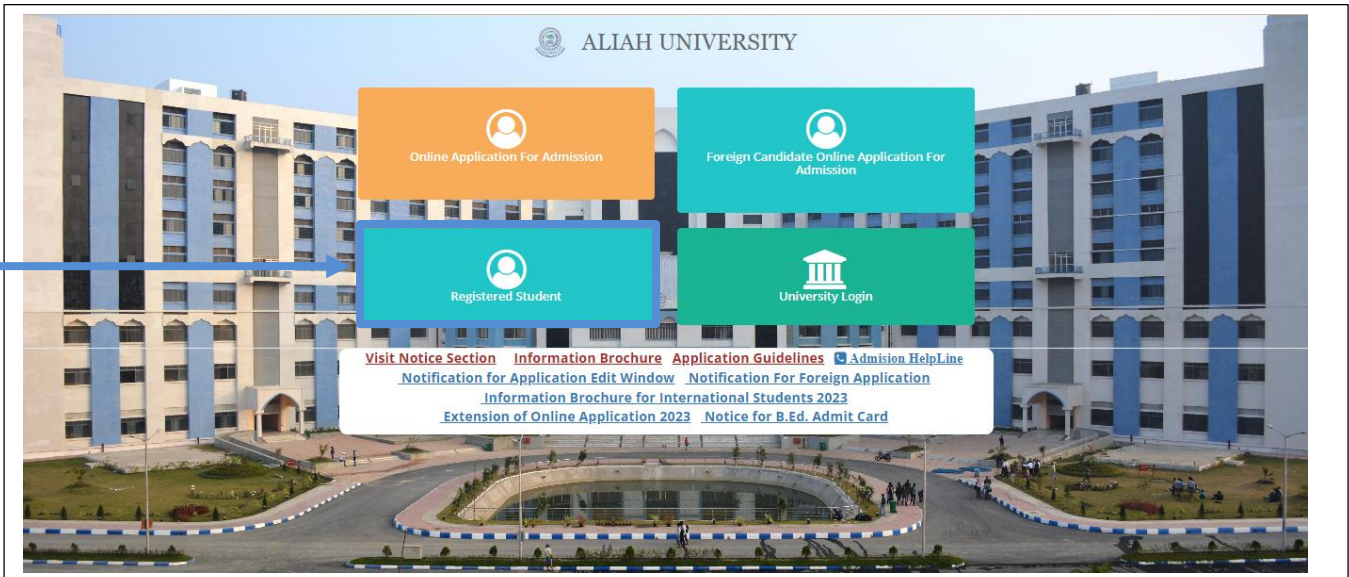 ALIAH UNIVERSITY
Online Application For Admission
Foreign Candidate Online Application For
Admission
Registered Student
University Login
Visit Notice Section Information Brochure Application Guidelines Admision HelpLine
Notification for Application Edit Window Notification For Foreign Application
Information Brochure for International Students 2023
Extension of Online Application 2023 Notice for B.Ed. Admit Card